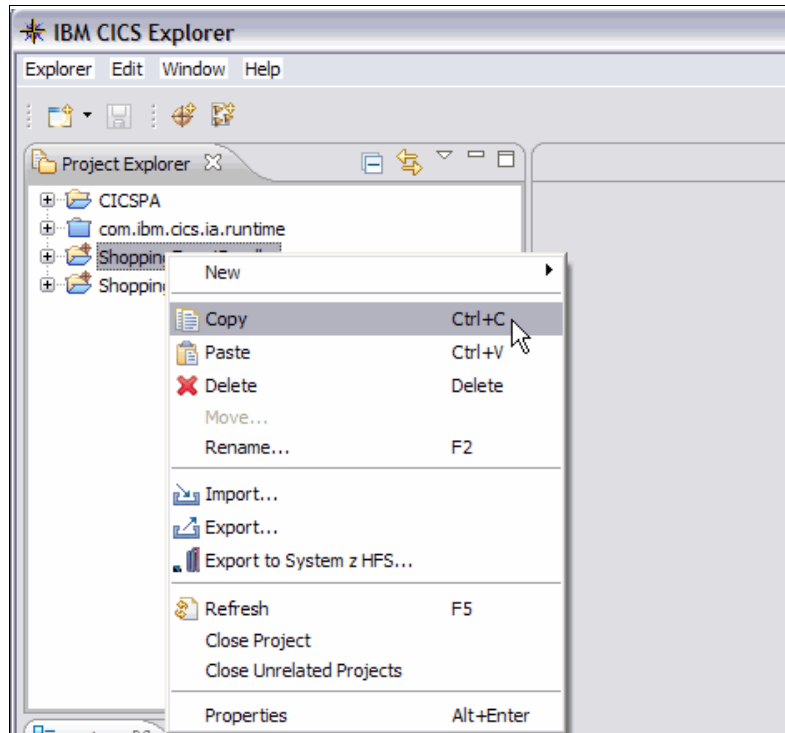 IBM CICS Explorer
Explorer Edit Window Help
Project Explorer
CICSPA
com.ibm.cics.ia.runtime
Shopping
Shopping
New
Copy Ctrl+C
Paste Ctrl+V
Delete Delete
Move...
Rename... F2
Import...
Export...
Export to System z HFS...
Refresh F5
Close Project
Close Unrelated Projects
Properties Alt+Enter